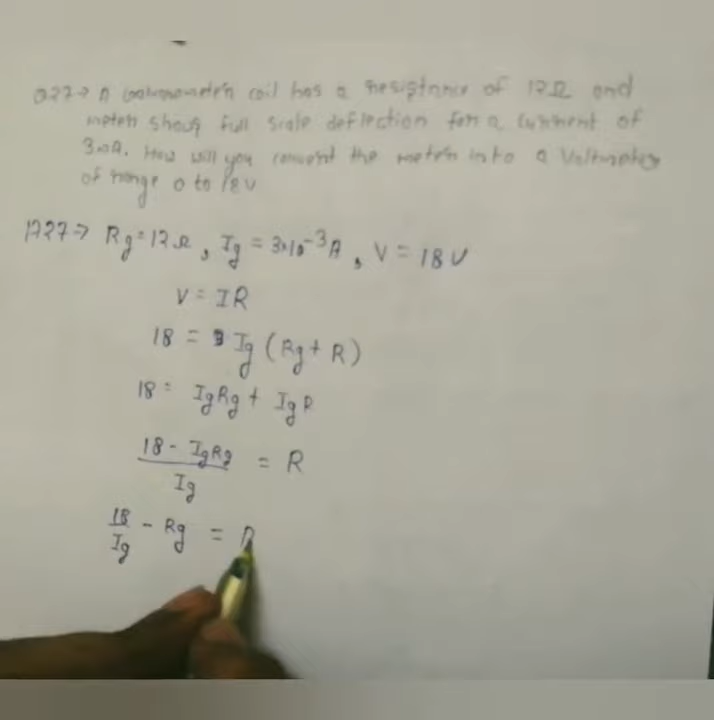 Q27→ A Galvanometer coil has a resistance of 12Ω and
meter shows full scale deflection for a current of
3mA. How will you convert the meter into a Voltmeter
of range 0 to 18V
1727→ Rg=12Ω, Ig = 3×10⁻³A, V = 18V
V = IR
18 = Ig (Rg + R)
18 = IgRg + IgR
18 - IgRg / Ig = R
18/Ig - Rg = R